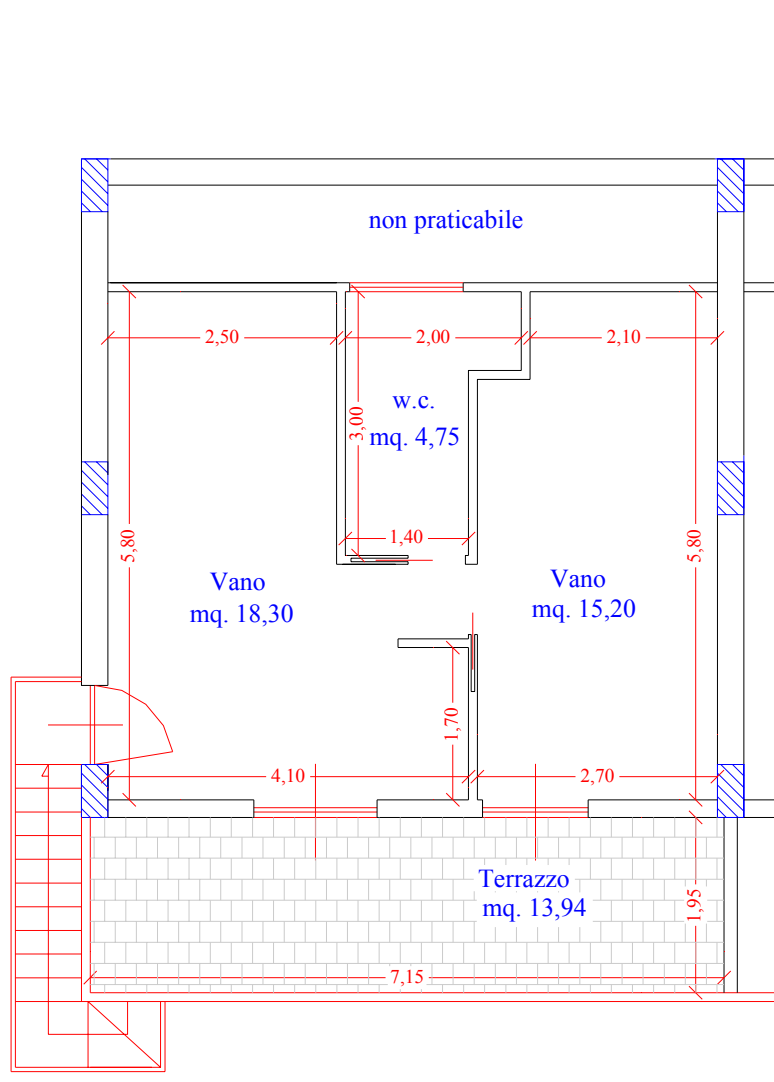 non praticabile
2,50
2,00
2,10
w.c.
mq. 4,75
3,00
1,40
5,80
5,80
Vano
mq. 18,30
Vano
mq. 15,20
1,70
4,10
2,70
Terrazzo
mq. 13,94
1,95
7,15